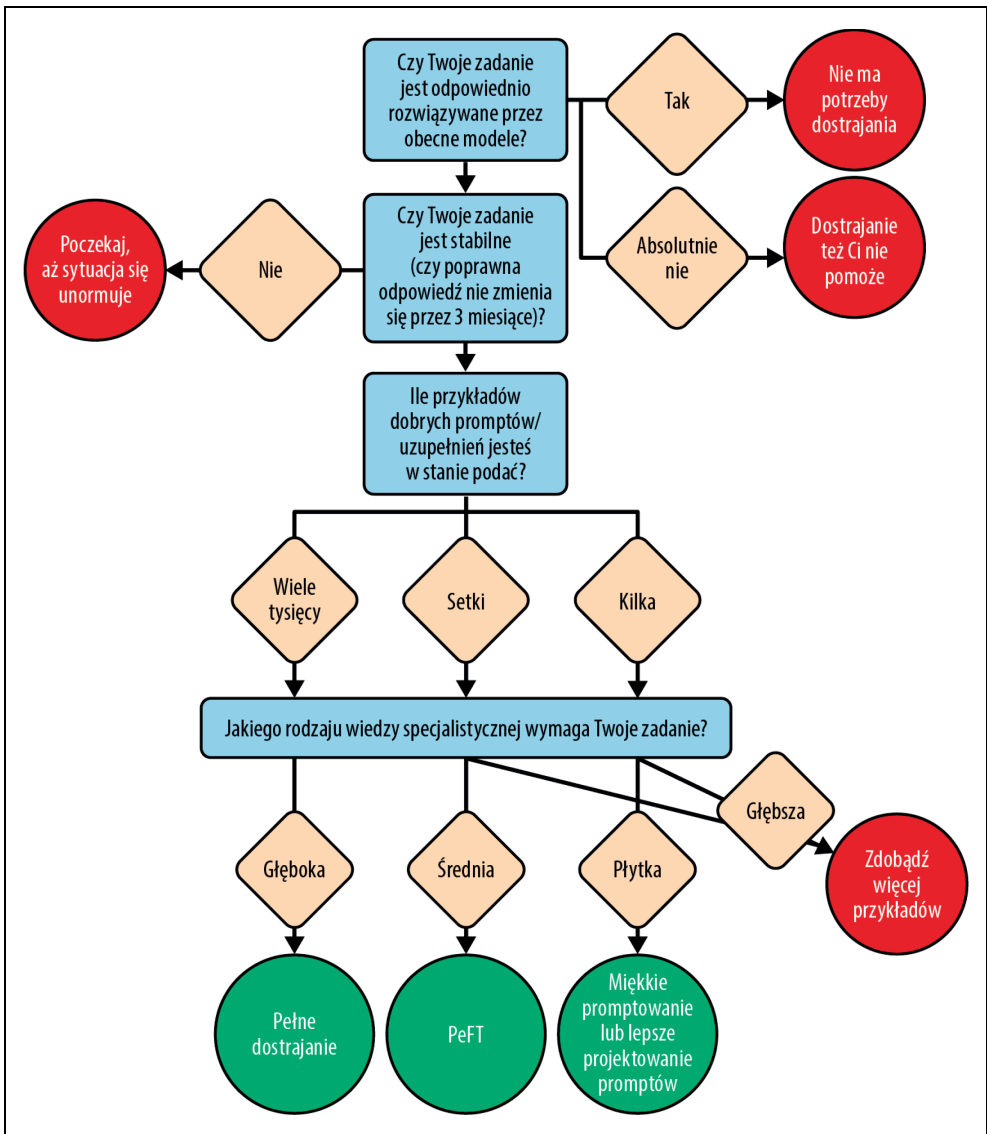 Czy Twoje zadanie
jest odpowiednio
rozwiązywane przez
obecne modele?
Tak
Nie ma
potrzeby
dostrajania
Poczekaj,
aż sytuacja się
unormuje
Nie
Czy Twoje zadanie
jest stabilne
(czy poprawna
odpowiedź nie zmienia
się przez 3 miesiące)?
Absolutnie
nie
Dostrajanie
też Ci nie
pomoże
Ile przykładów
dobrych promptów/
uzupełnień jesteś
w stanie podać?
Wiele
tysięcy
Setki
Kilka
Jakiego rodzaju wiedzy specjalistycznej wymaga Twoje zadanie?
Głębsza
Głęboka
Średnia
Płytka
Zdobądź
więcej
przykładów
Pełne
dostrajanie
PeFT
Miękkie
promptowanie
lub lepsze
projektowanie
promptów